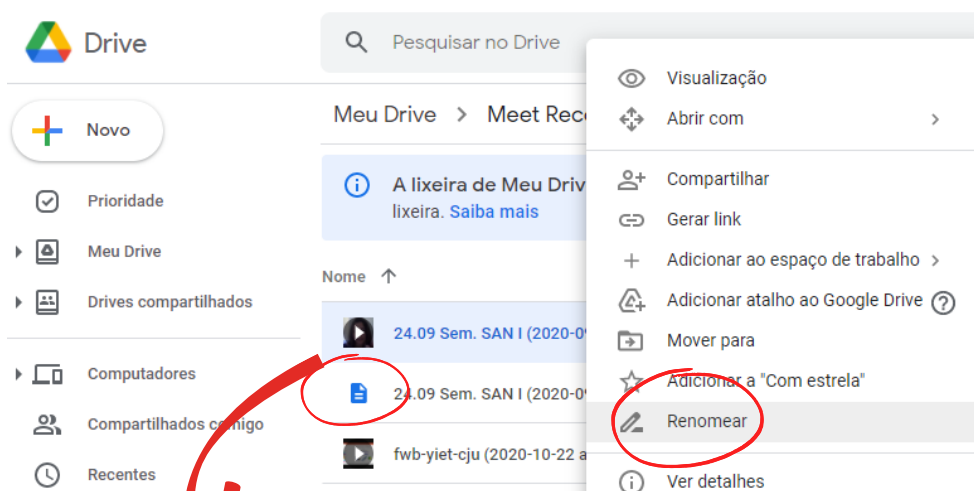 Drive
Pesquisar no Drive
Novo
Prioridade
Meu Drive
Drives compartilhados
Computadores
Compartilhados comigo
Recentes
Meu Drive > Meet Rec
A lixeira de Meu Driv
lixeira. Saiba mais
Nome
24.09 Sem. SAN I (2020-09
24.09 Sem. SAN I (2020-09
fwb-yiet-cju (2020-10-22 a
Visualização
Abrir com
Compartilhar
Gerar link
Adicionar ao espaço de trabalho
Adicionar atalho ao Google Drive
Mover para
Adicionar a "Com estrela"
Renomear
Ver detalhes